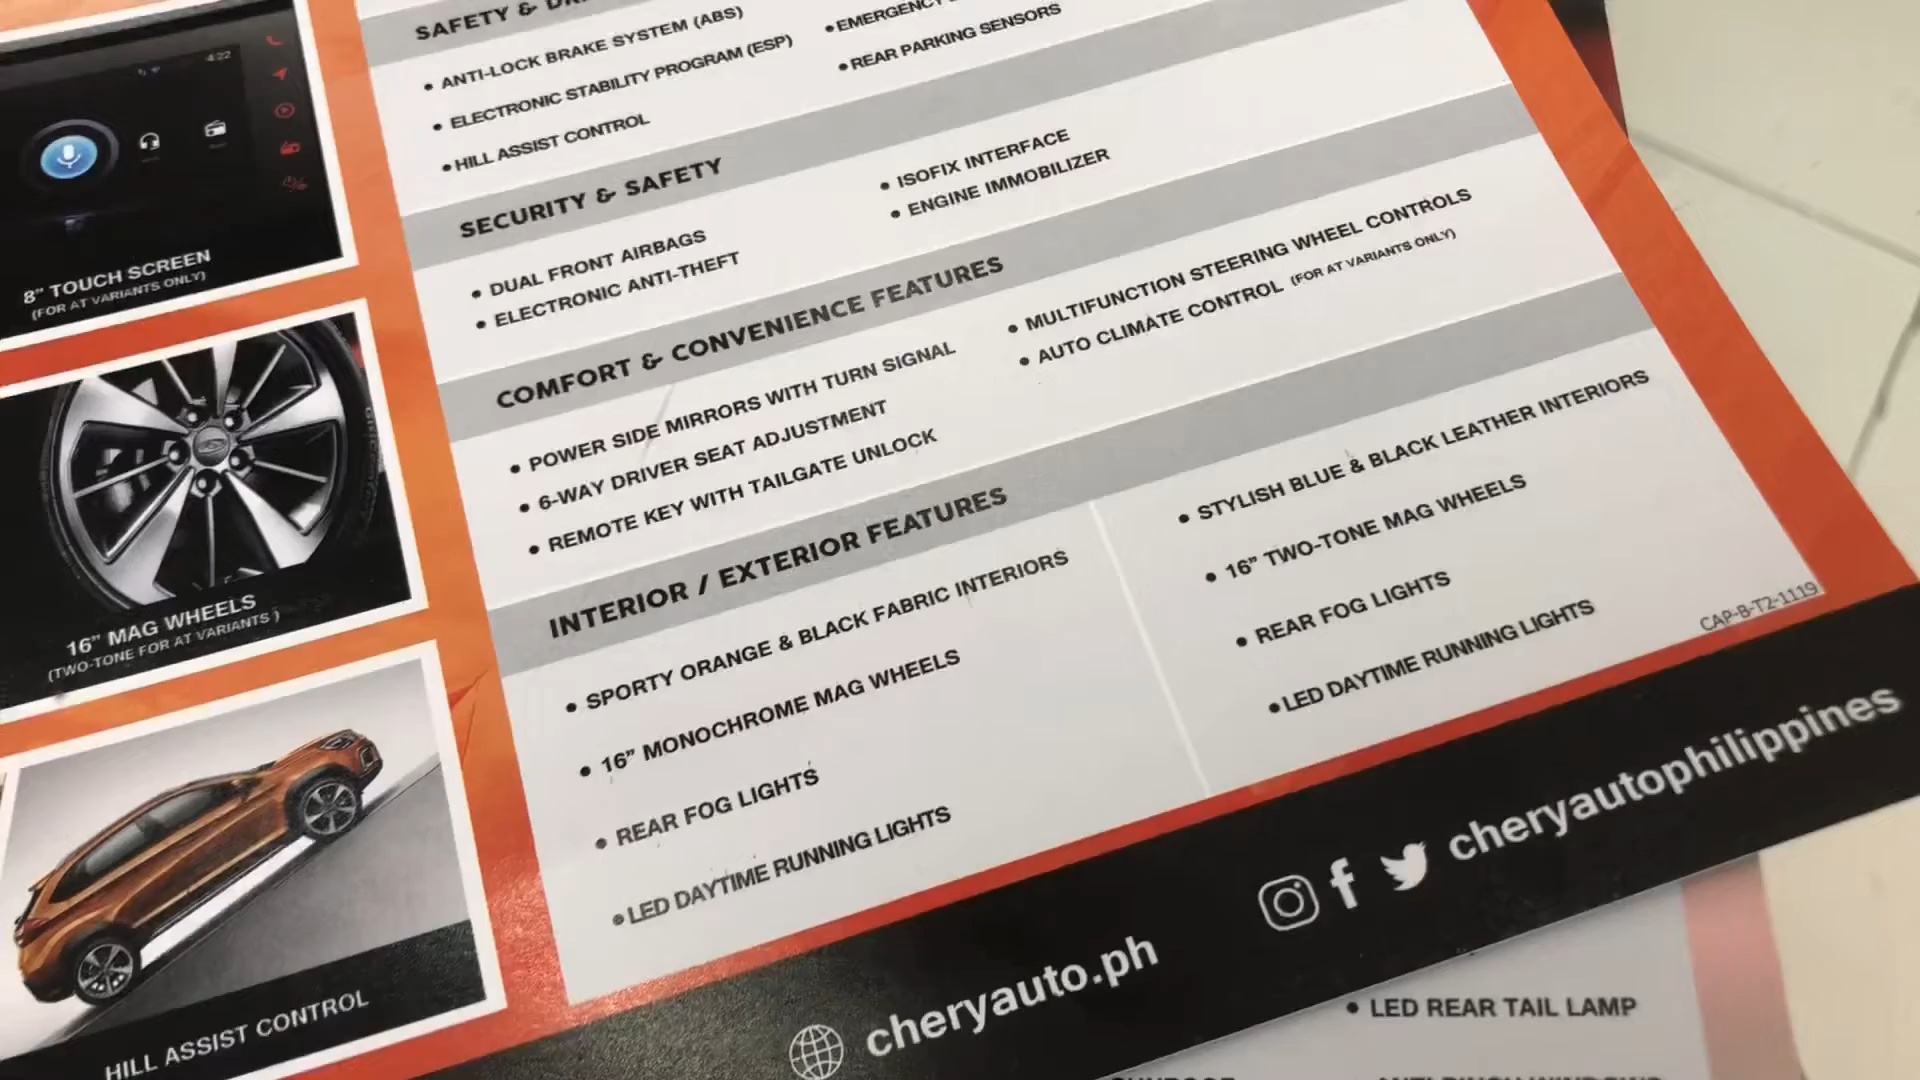 4:22
8” TOUCH SCREEN
(FOR AT VARIANTS ONLY)
16” MAG WHEELS
(TWO-TONE FOR AT VARIANTS )
HILL ASSIST CONTROL
SAFETY &
• ANTI-LOCK BRAKE SYSTEM (ABS)
• ELECTRONIC STABILITY PROGRAM (ESP)
• HILL ASSIST CONTROL
• EMERGENCY
• REAR PARKING SENSORS
SECURITY & SAFETY
• DUAL FRONT AIRBAGS
• ELECTRONIC ANTI-THEFT
• ISOFIX INTERFACE
• ENGINE IMMOBILIZER
COMFORT & CONVENIENCE FEATURES
• POWER SIDE MIRRORS WITH TURN SIGNAL
• 6-WAY DRIVER SEAT ADJUSTMENT
• REMOTE KEY WITH TAILGATE UNLOCK
• MULTIFUNCTION STEERING WHEEL CONTROLS
• AUTO CLIMATE CONTROL (FOR AT VARIANTS ONLY)
INTERIOR / EXTERIOR FEATURES
• SPORTY ORANGE & BLACK FABRIC INTERIORS
• 16” MONOCHROME MAG WHEELS
• REAR FOG LIGHTS
• LED DAYTIME RUNNING LIGHTS
• STYLISH BLUE & BLACK LEATHER INTERIORS
• 16” TWO-TONE MAG WHEELS
• REAR FOG LIGHTS
• LED DAYTIME RUNNING LIGHTS
CAP-B-T2-1119
cheryauto.ph
cheryautophilippines
• LED REAR TAIL LAMP